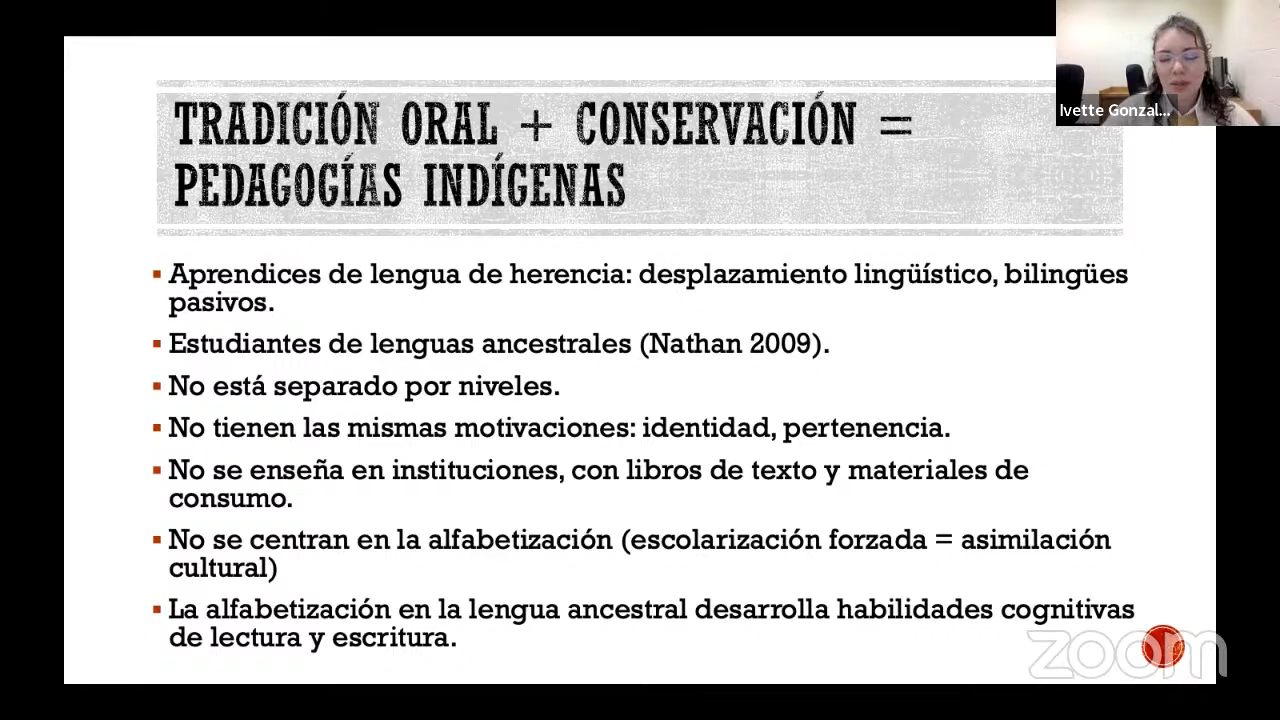 TRADICIÓN ORAL + CONSERVACIÓN =
PEDAGOGÍAS INDÍGENAS
Ivette Gonzal...
▪ Aprendices de lengua de herencia: desplazamiento lingüístico, bilingües
pasivos.
▪ Estudiantes de lenguas ancestrales (Nathan 2009).
▪ No está separado por niveles.
▪ No tienen las mismas motivaciones: identidad, pertenencia.
▪ No se enseña en instituciones, con libros de texto y materiales de
consumo.
▪ No se centran en la alfabetización (escolarización forzada = asimilación
cultural)
▪ La alfabetización en la lengua ancestral desarrolla habilidades cognitivas
de lectura y escritura.
zoom